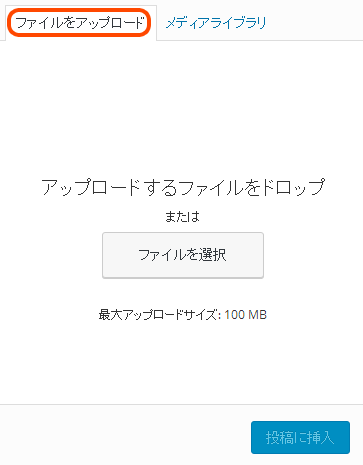 ファイルをアップロード メディアライブラリ
アップロードするファイルをドロップ
または
ファイルを選択
最大アップロードサイズ: 100 MB
投稿に挿入